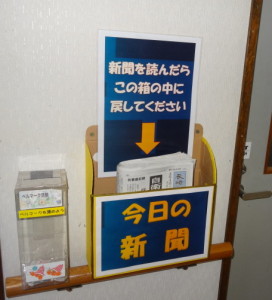 新聞を読んだら
この箱の中に
戻してください
今日の
新聞